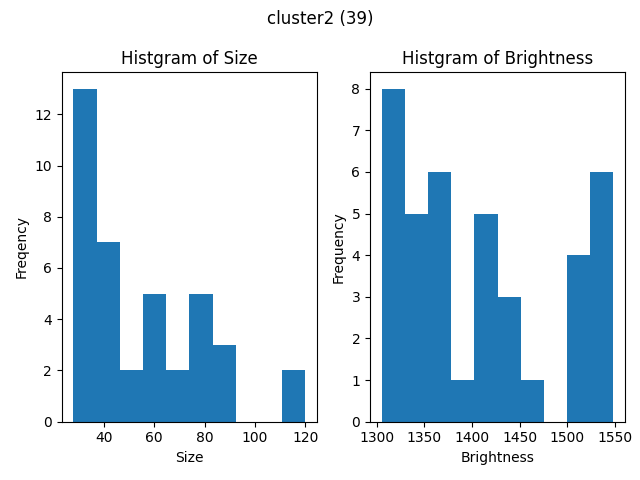 cluster2 (39)
Histgram of Size
Histgram of Brightness
Freqency
12
10
8
6
4
2
0
40 60 80 100 120
Size
Frequency
8
7
6
5
4
3
2
1
0
1300 1350 1400 1450 1500 1550
Brightness